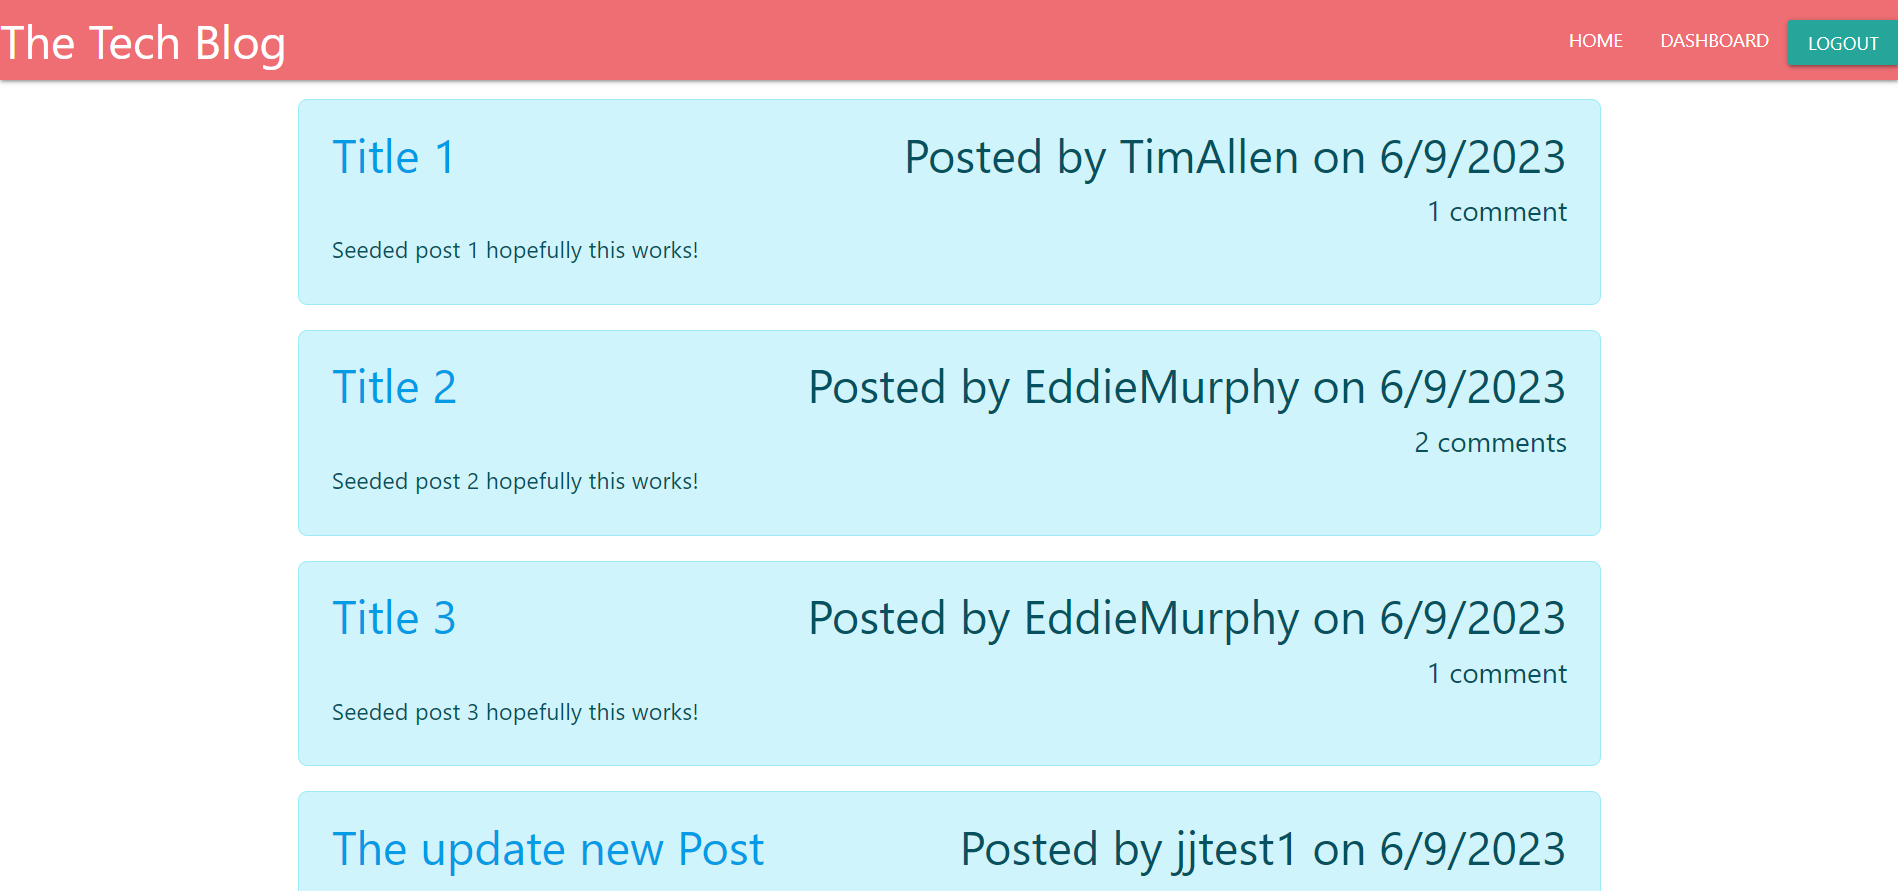 The Tech Blog
HOME DASHBOARD LOGOUT
Title 1
Posted by TimAllen on 6/9/2023
1 comment
Seeded post 1 hopefully this works!
Title 2
Posted by EddieMurphy on 6/9/2023
2 comments
Seeded post 2 hopefully this works!
Title 3
Posted by EddieMurphy on 6/9/2023
1 comment
Seeded post 3 hopefully this works!
The update new Post
Posted by jjtest1 on 6/9/2023